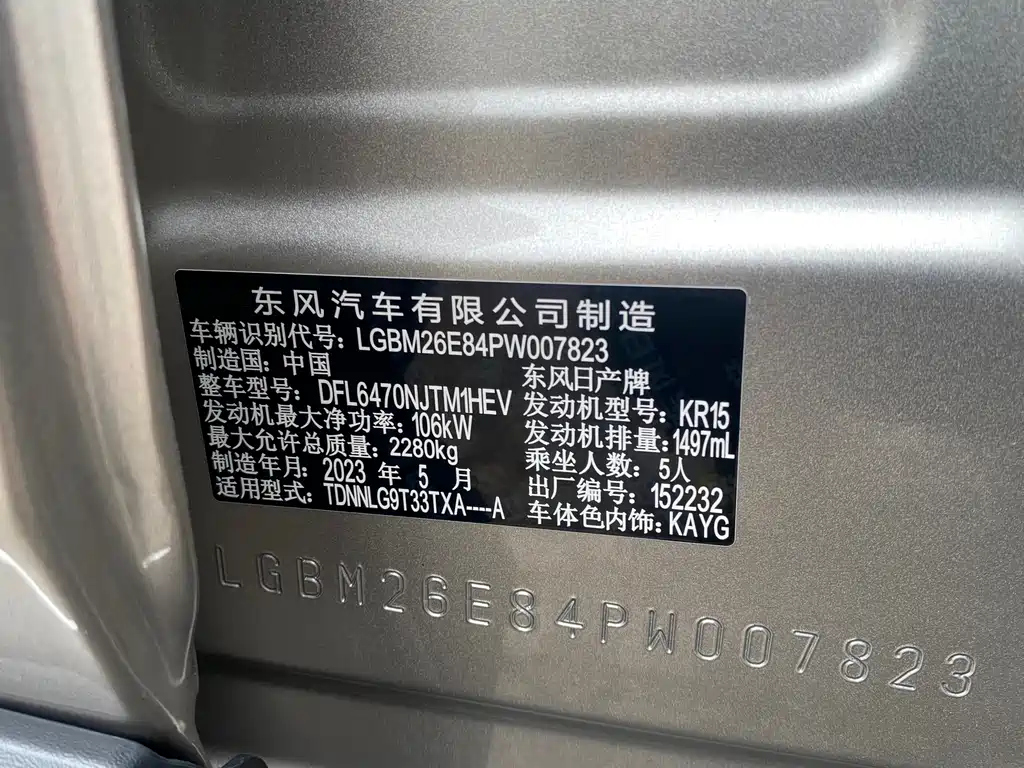 东风汽车有限公司制造
车辆识别代号: LGBM26E84PW007823
制造国: 中国 东风日产牌
整车型号: DFL6470NJTM1HEV 发动机型号: KR15
发动机最大净功率: 106kW 发动机排量: 1497mL
最大允许总质量: 2280kg 乘坐人数: 5人
制造年月: 2023 年 5 月 出厂编号: 152232
适用型式: TDNNLG9T33TXA----A 车体色内饰: KAYG
LGBM26E84PW007823